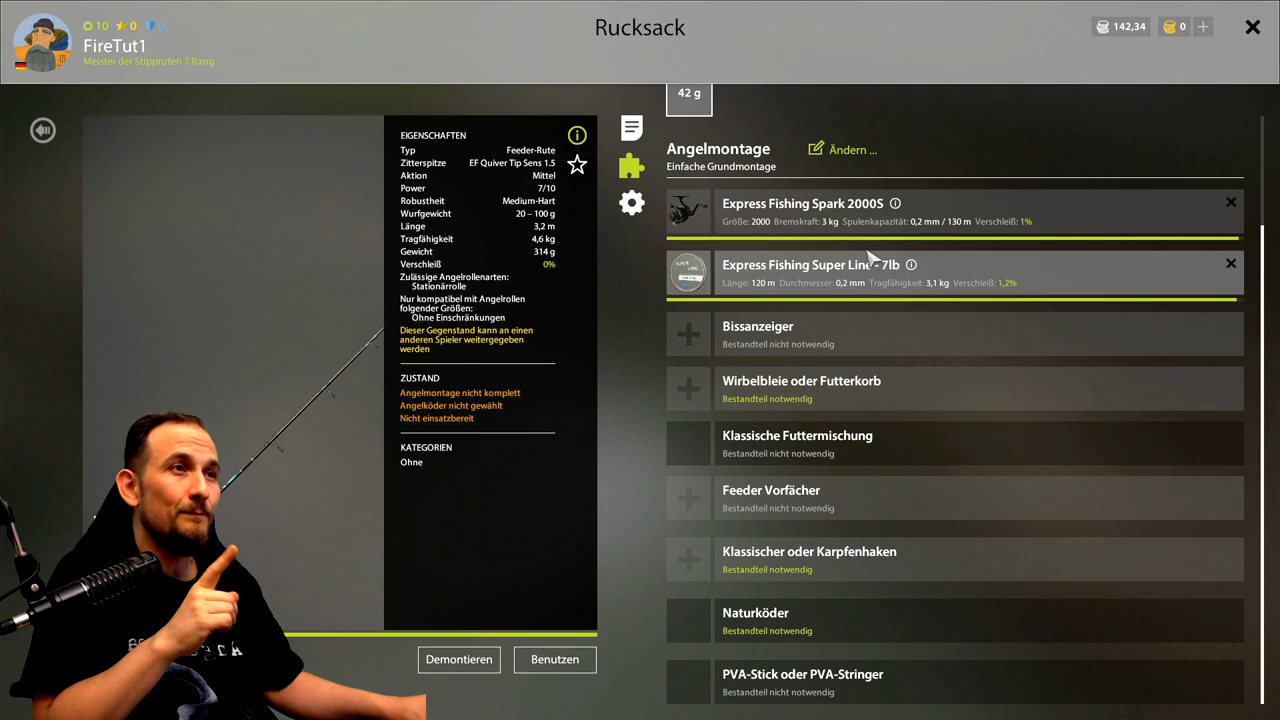 10 0 0
FireTut1
Meister der Stippruten 1 Rang
Rucksack
142,34
0
42 g
EIGENSCHAFTEN
Typ Feeder-Rute
Zitterspitze EF Quiver Tip Sens 1.5
Aktion Mittel
Power 7/10
Robustheit Medium-Hart
Wurfgewicht 20 – 100 g
Länge 3,2 m
Tragfähigkeit 4,6 kg
Gewicht 314 g
Verschleiß 0%
Zulässige Angelrollenarten:
Stationärrolle
Nur kompatibel mit Angelrollen
folgender Größen:
Ohne Einschränkungen
Dieser Gegenstand kann an einen
anderen Spieler weitergegeben
werden
ZUSTAND
Angelmontage nicht komplett
Angelköder nicht gewählt
Nicht einsatzbereit
KATEGORIEN
Ohne
Demontieren
Benutzen
Angelmontage
Ändern ...
Einfache Grundmontage
Express Fishing Spark 2000S
Größe: 2000 Bremskraft: 3 kg Spulenkapazität: 0,2 mm / 130 m Verschleiß: 1%
SUPER LINE
Express Fishing Super Line - 7lb
Länge: 120 m Durchmesser: 0,2 mm Tragfähigkeit: 3,1 kg Verschleiß: 1,2%
Bissanzeiger
Bestandteil nicht notwendig
Wirbelbleie oder Futterkorb
Bestandteil notwendig
Klassische Futtermischung
Bestandteil nicht notwendig
Feeder Vorfächer
Bestandteil nicht notwendig
Klassischer oder Karpfenhaken
Bestandteil notwendig
Naturköder
Bestandteil notwendig
PVA-Stick oder PVA-Stringer
Bestandteil nicht notwendig